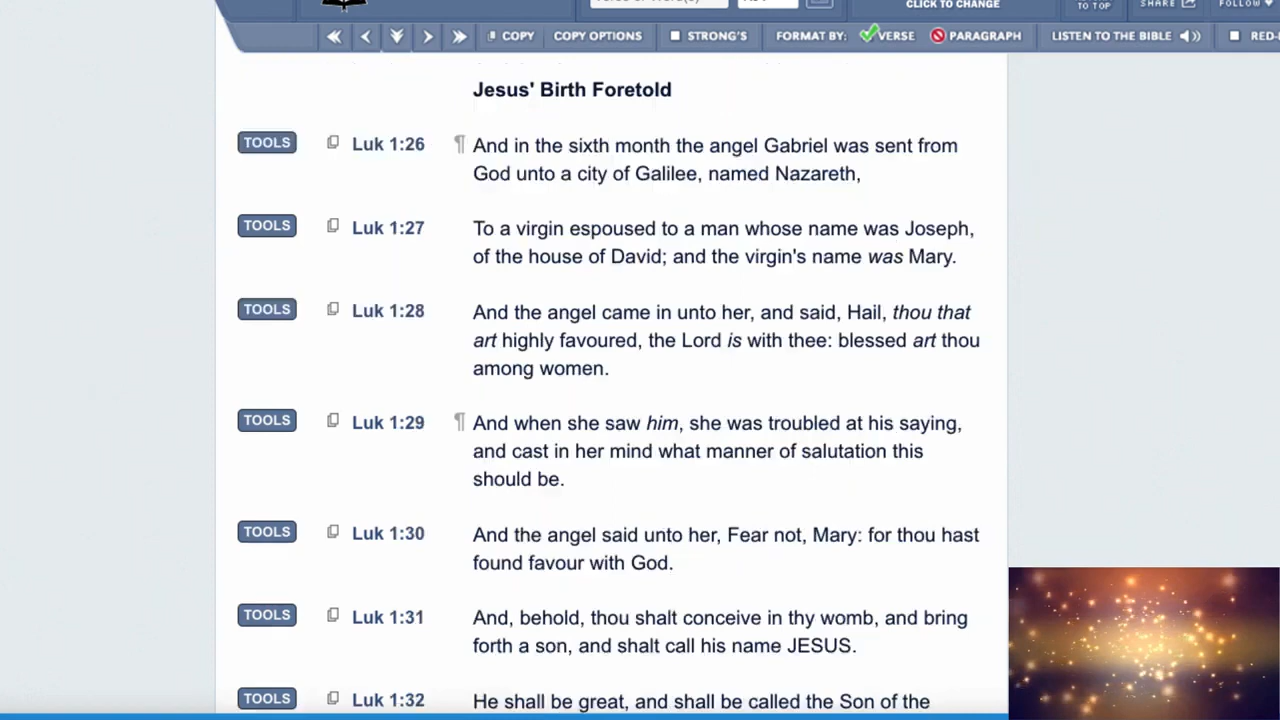 CLICK TO CHANGE
TO TOP
SHARE
FOLLOW
COPY COPY OPTIONS STRONG'S FORMAT BY: VERSE PARAGRAPH LISTEN TO THE BIBLE RED-
Jesus' Birth Foretold
TOOLS Luk 1:26 ¶ And in the sixth month the angel Gabriel was sent from
God unto a city of Galilee, named Nazareth,
TOOLS Luk 1:27 To a virgin espoused to a man whose name was Joseph,
of the house of David; and the virgin's name was Mary.
TOOLS Luk 1:28 And the angel came in unto her, and said, Hail, thou that
art highly favoured, the Lord is with thee: blessed art thou
among women.
TOOLS Luk 1:29 ¶ And when she saw him, she was troubled at his saying,
and cast in her mind what manner of salutation this
should be.
TOOLS Luk 1:30 And the angel said unto her, Fear not, Mary: for thou hast
found favour with God.
TOOLS Luk 1:31 And, behold, thou shalt conceive in thy womb, and bring
forth a son, and shalt call his name JESUS.
TOOLS Luk 1:32 He shall be great, and shall be called the Son of the